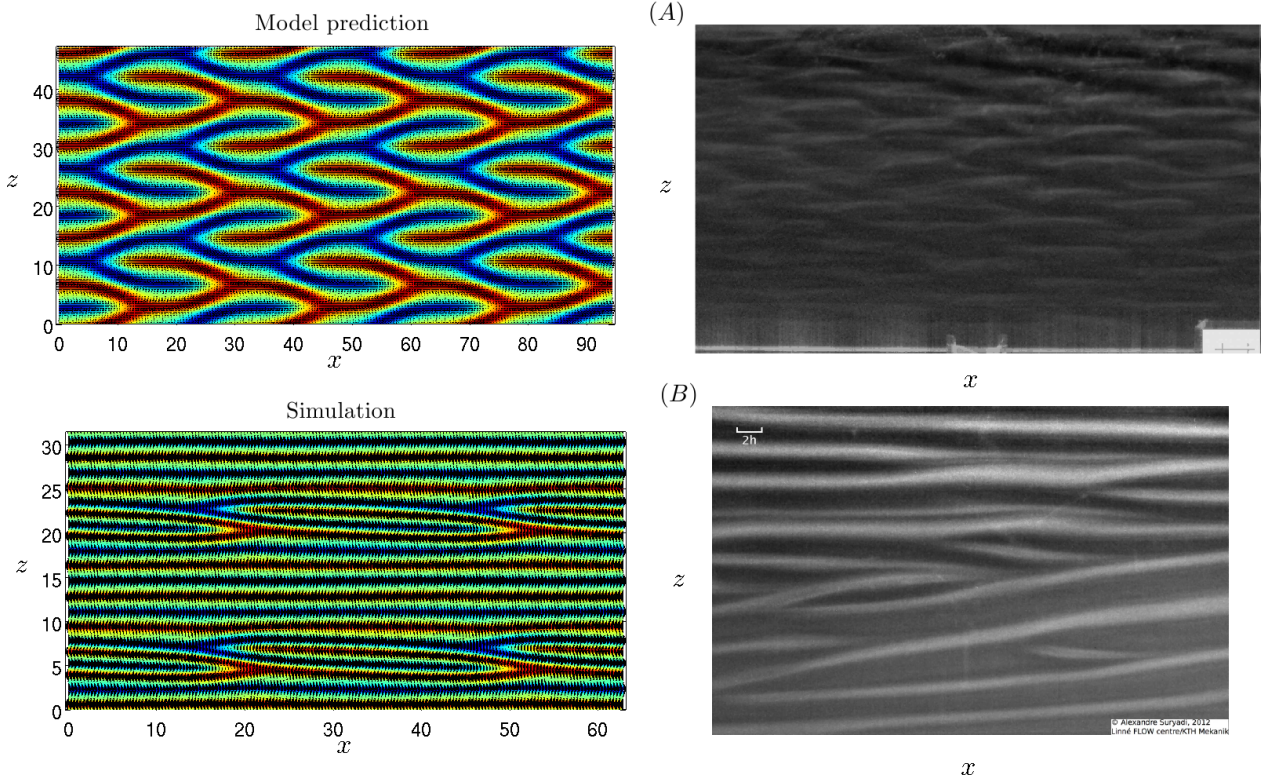 Model prediction
z
40
30
20
10
0
0 10 20 30 40 50 60 70 80 90
x
(A)
z
x
Simulation
z
30
25
20
15
10
5
0
0 10 20 30 40 50 60
x
(B)
2h
z
© Alexandre Suryadi, 2012
Linné FLOW centre/KTH Mekanik
x